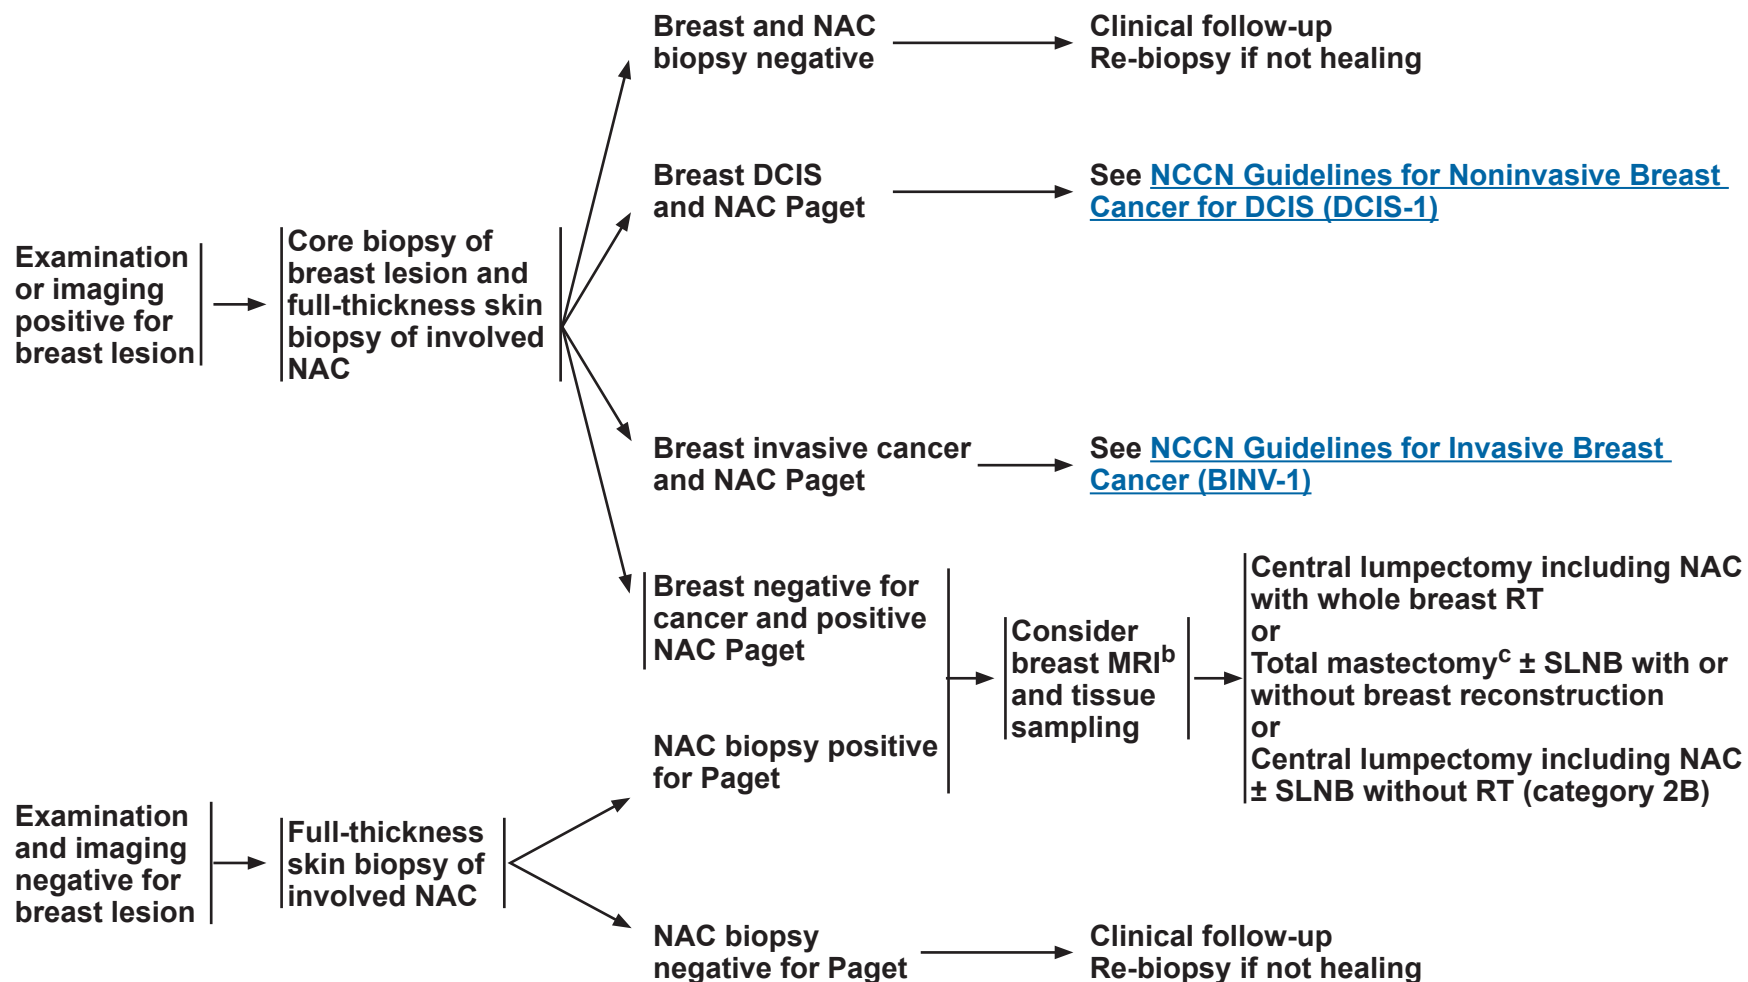 Breast and NAC
biopsy negative
Clinical follow-up
Re-biopsy if not healing
Breast DCIS
and NAC Paget
See NCCN Guidelines for Noninvasive Breast
Cancer for DCIS (DCIS-1)
Examination
or imaging
positive for
breast lesion
Core biopsy of
breast lesion and
full-thickness skin
biopsy of involved
NAC
Breast invasive cancer
and NAC Paget
See NCCN Guidelines for Invasive Breast
Cancer (BINV-1)
Breast negative for
cancer and positive
NAC Paget
NAC biopsy positive
for Paget
Consider
breast MRIb
and tissue
sampling
Central lumpectomy including NAC
with whole breast RT
or
Total mastectomyc ± SLNB with or
without breast reconstruction
or
Central lumpectomy including NAC
± SLNB without RT (category 2B)
Examination
and imaging
negative for
breast lesion
Full-thickness
skin biopsy of
involved NAC
NAC biopsy
negative for Paget
Clinical follow-up
Re-biopsy if not healing